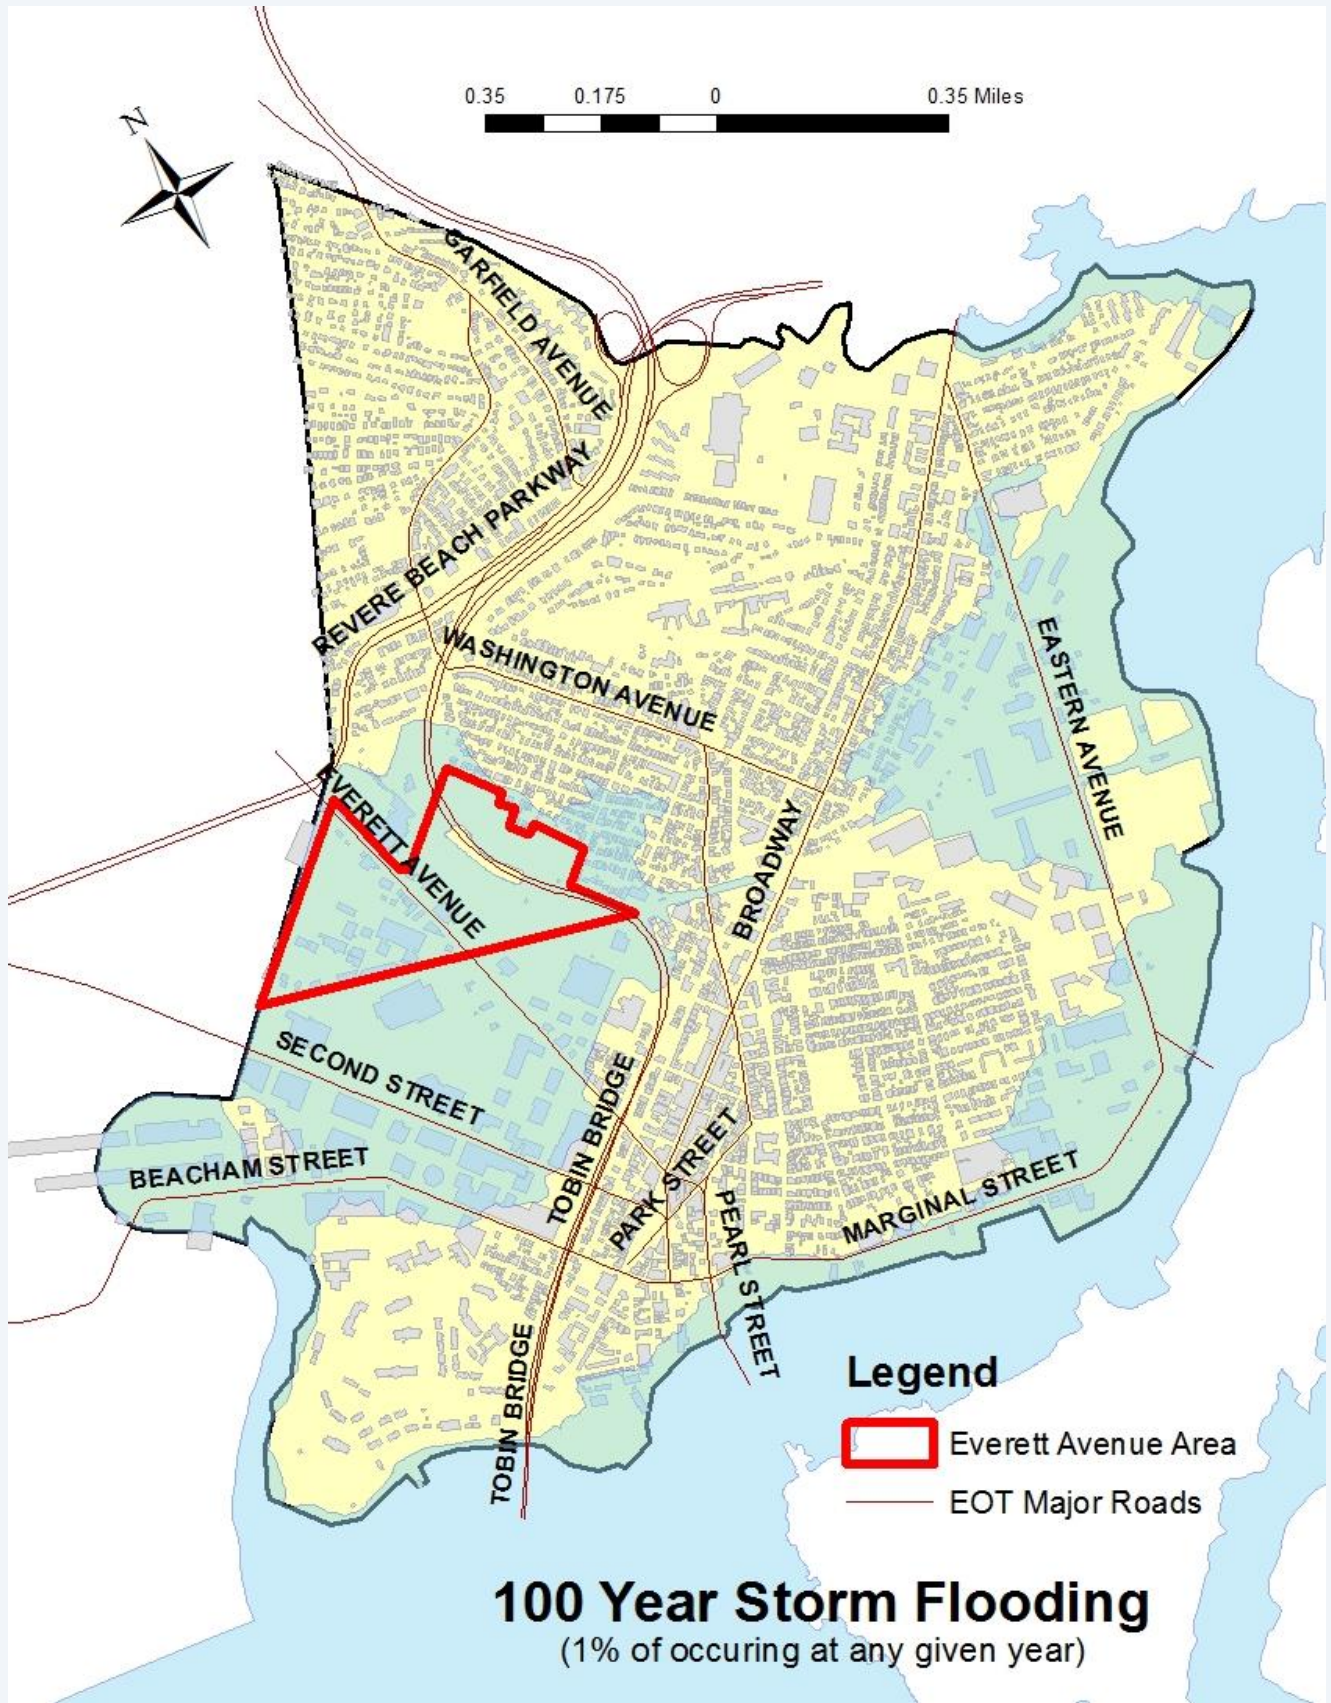 0.35 0.175 0 0.35 Miles
N
GARFIELD AVENUE
REVERE BEACH PARKWAY
WASHINGTON AVENUE
EASTERN AVENUE
EVERETT AVENUE
BROADWAY
SECOND STREET
TOBIN BRIDGE
PARK STREET
BEACHAM STREET
MARGINAL STREET
PEARL STREET
TOBIN BRIDGE
Legend
Everett Avenue Area
EOT Major Roads
100 Year Storm Flooding
(1% of occuring at any given year)